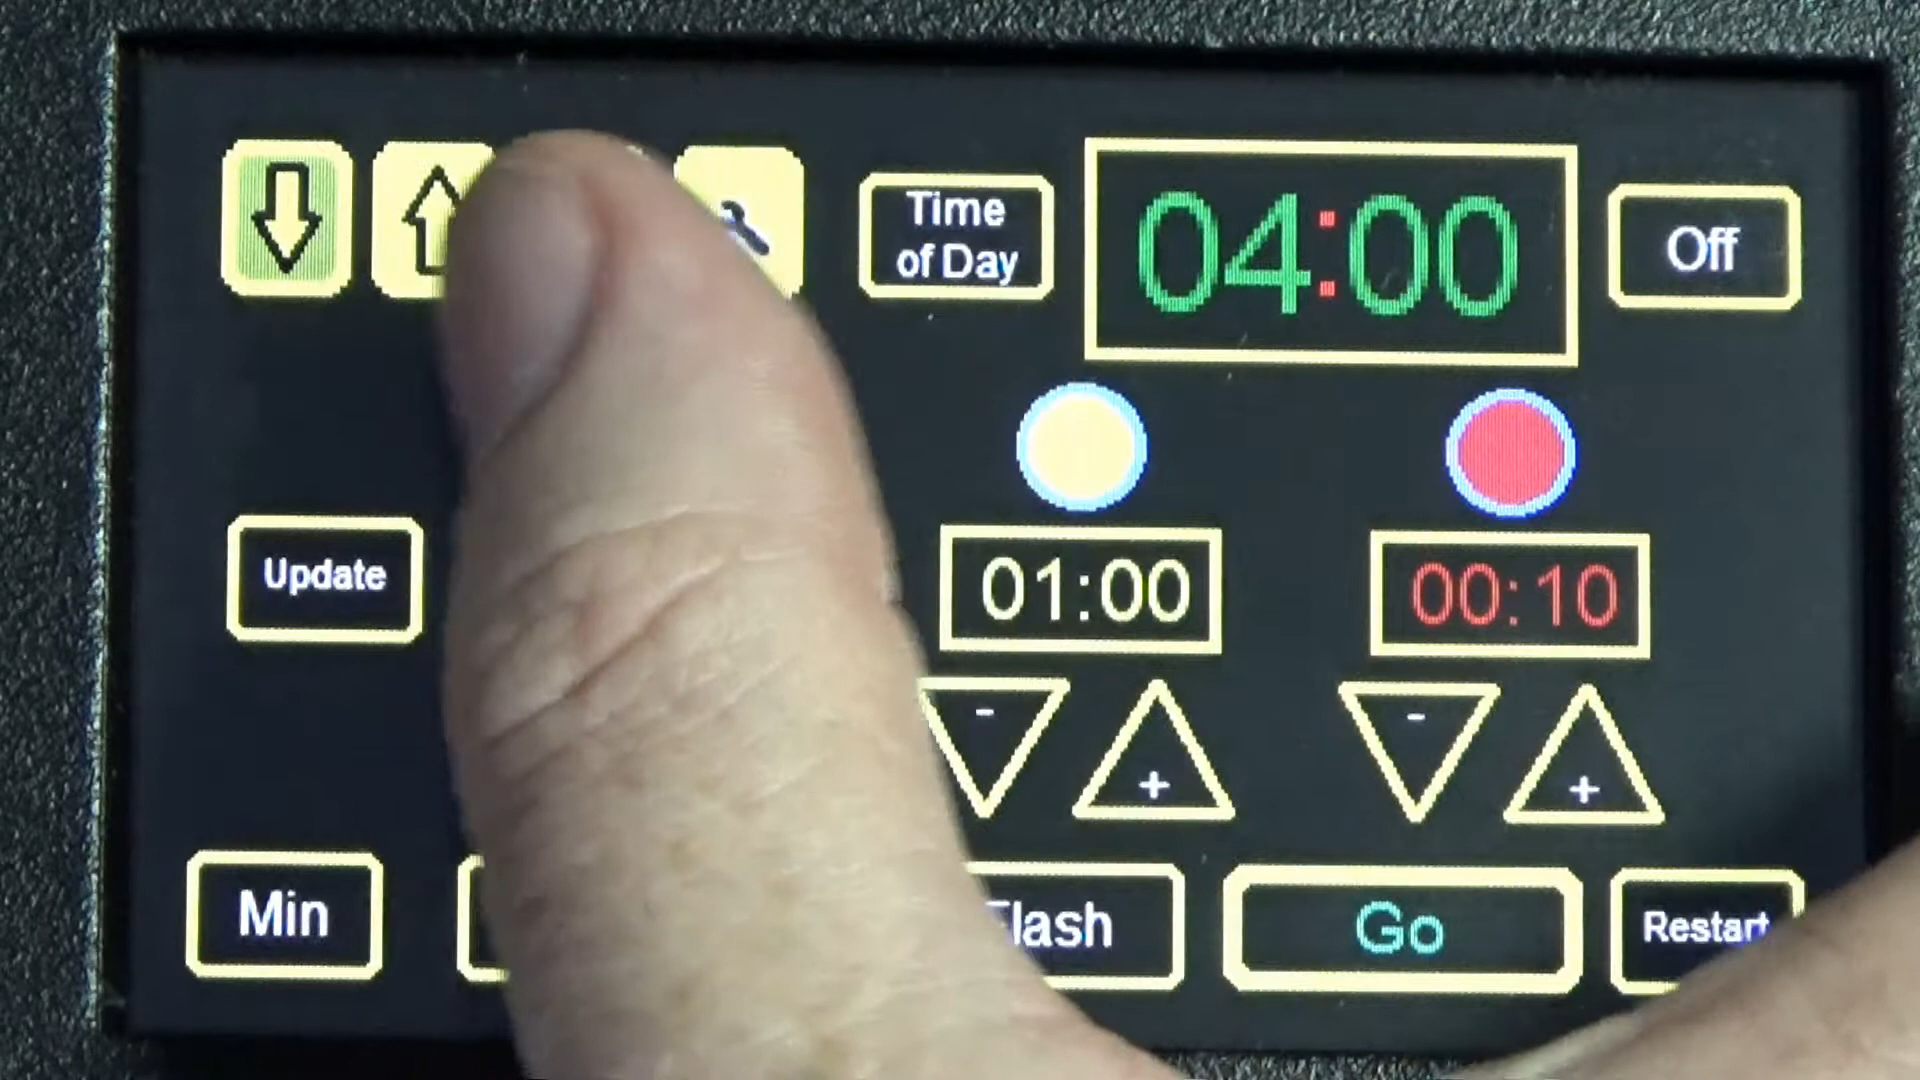 Time
of Day
04:00
Off
Update
01:00
00:10
-
+
-
+
Min
Flash
Go
Restart